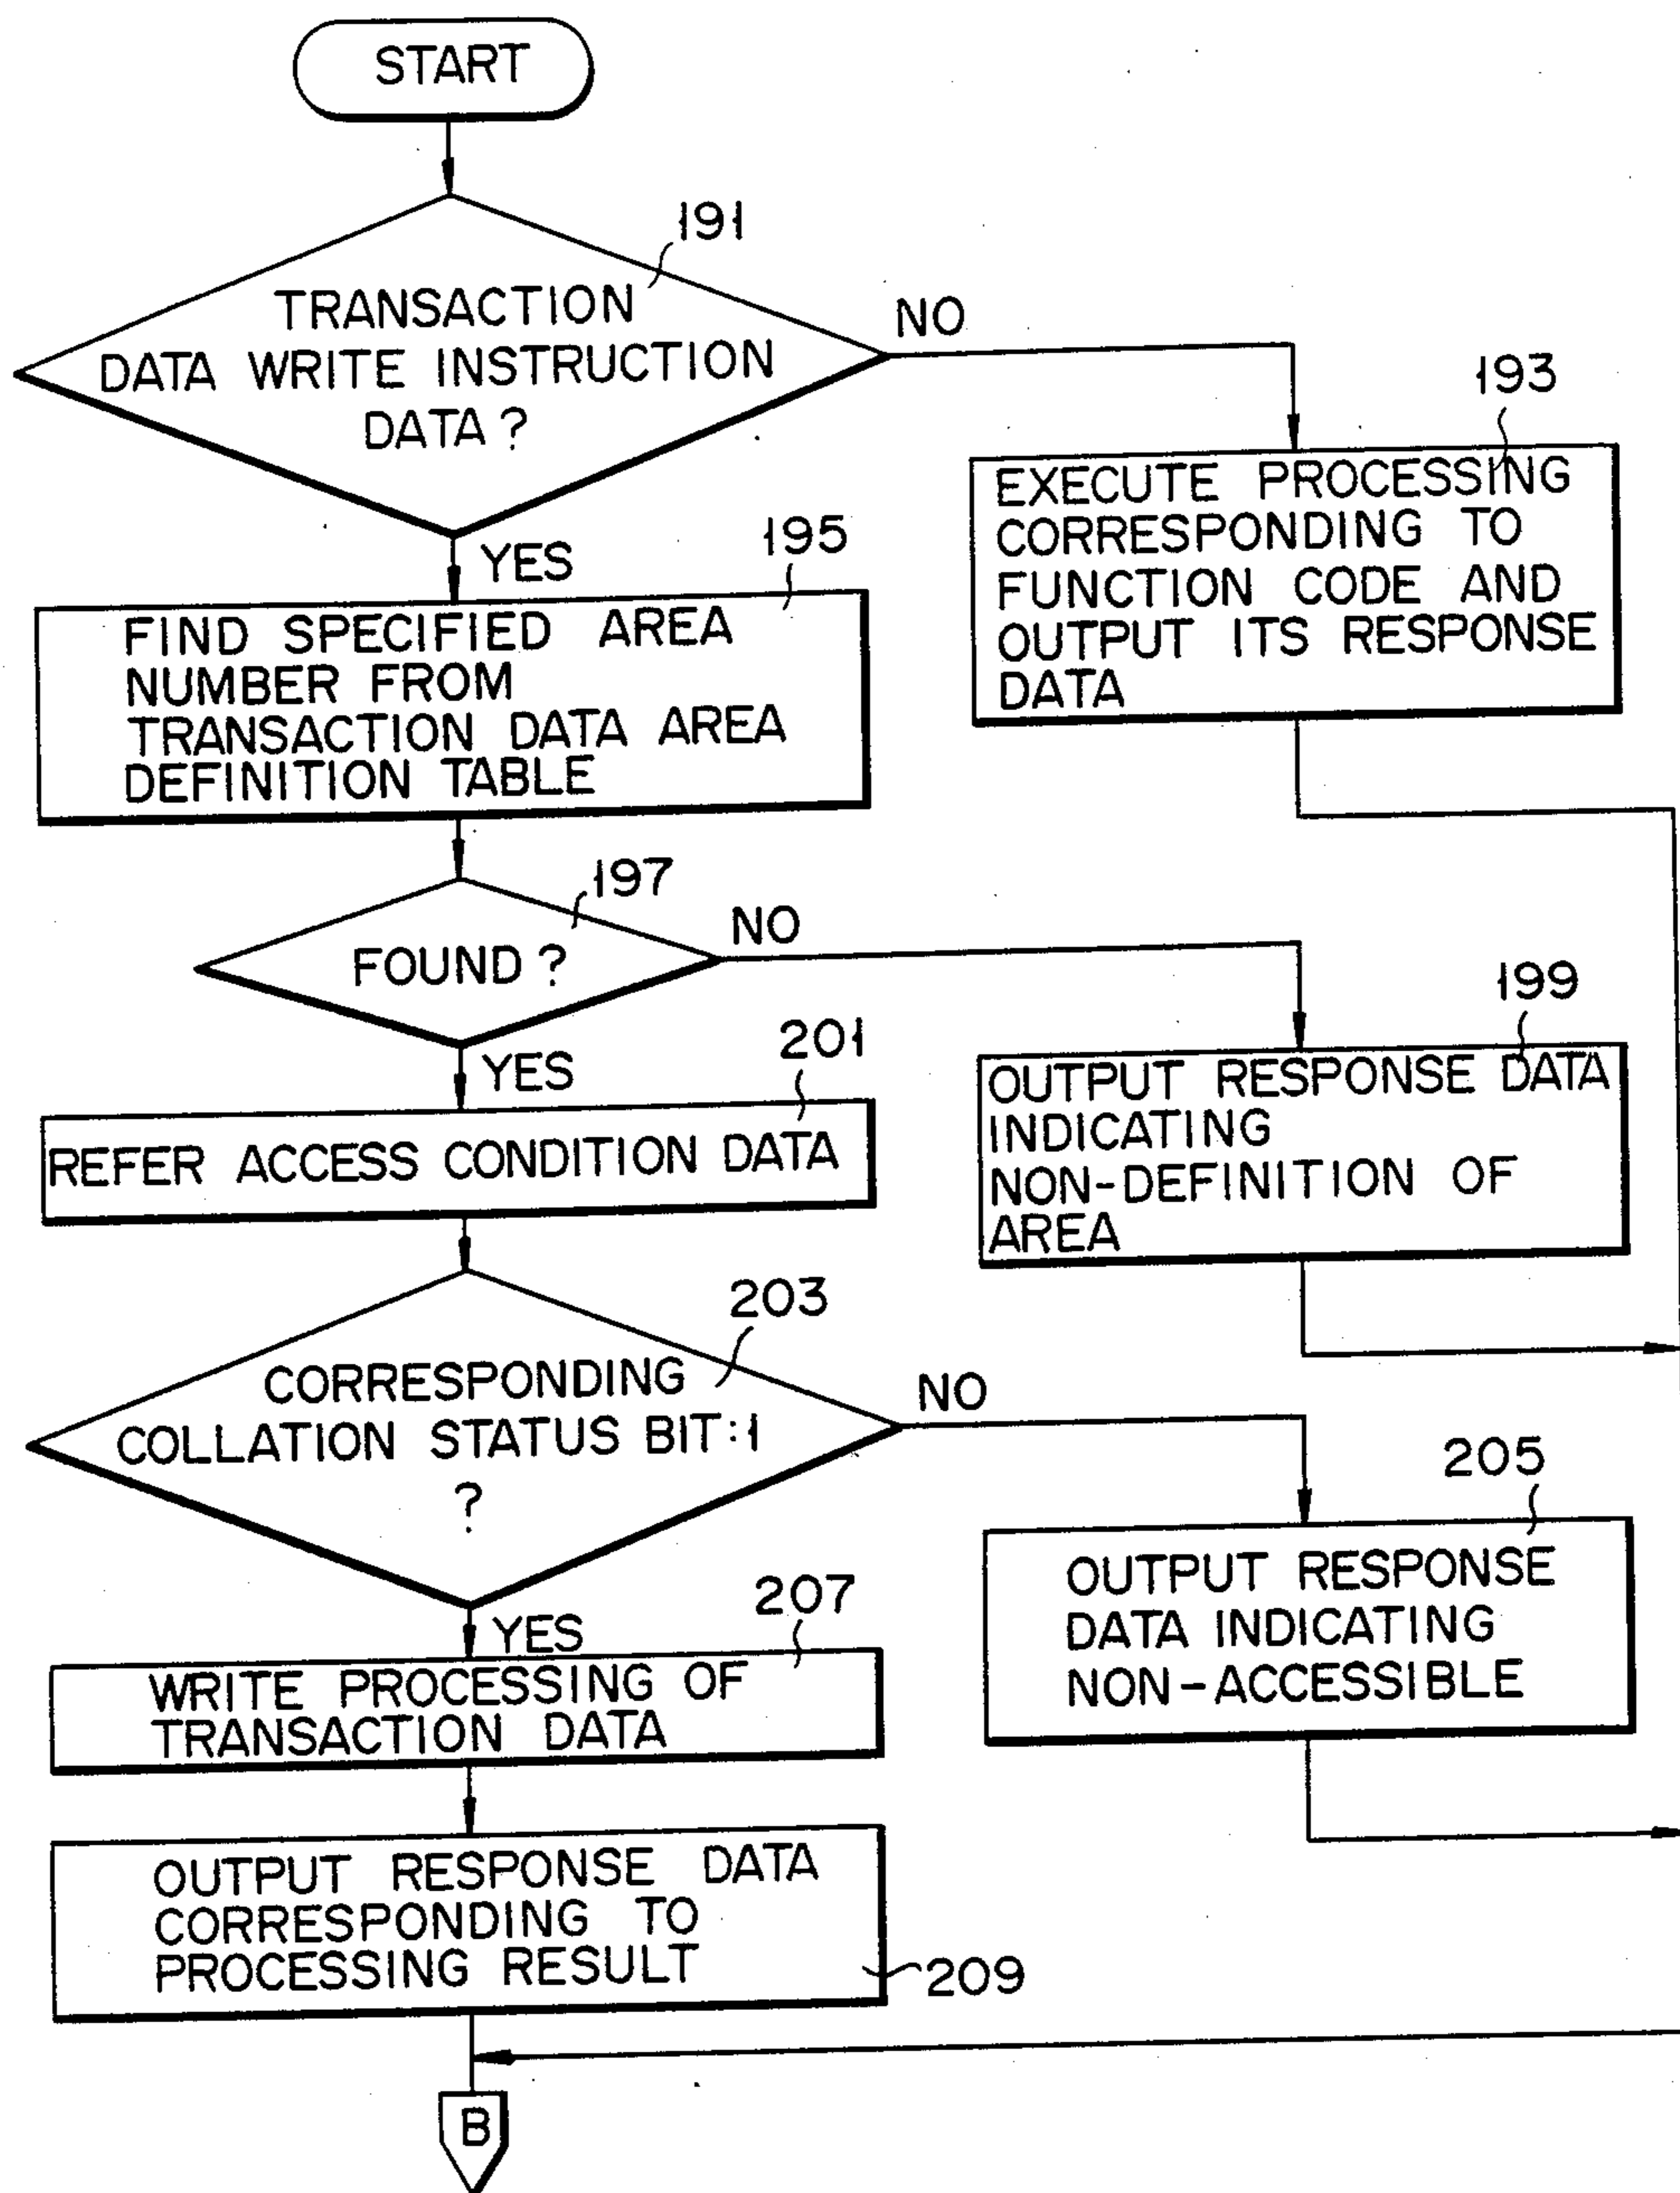 START
191
TRANSACTION
DATA WRITE INSTRUCTION
DATA?
NO
193
EXECUTE PROCESSING
CORRESPONDING TO
FUNCTION CODE AND
OUTPUT ITS RESPONSE
DATA
YES
195
FIND SPECIFIED AREA
NUMBER FROM
TRANSACTION DATA AREA
DEFINITION TABLE
197
FOUND?
NO
199
OUTPUT RESPONSE DATA
INDICATING
NON-DEFINITION OF
AREA
YES
201
REFER ACCESS CONDITION DATA
203
CORRESPONDING
COLLATION STATUS BIT:1
?
NO
205
OUTPUT RESPONSE
DATA INDICATING
NON-ACCESSIBLE
YES
207
WRITE PROCESSING OF
TRANSACTION DATA
OUTPUT RESPONSE DATA
CORRESPONDING TO
PROCESSING RESULT
209
B